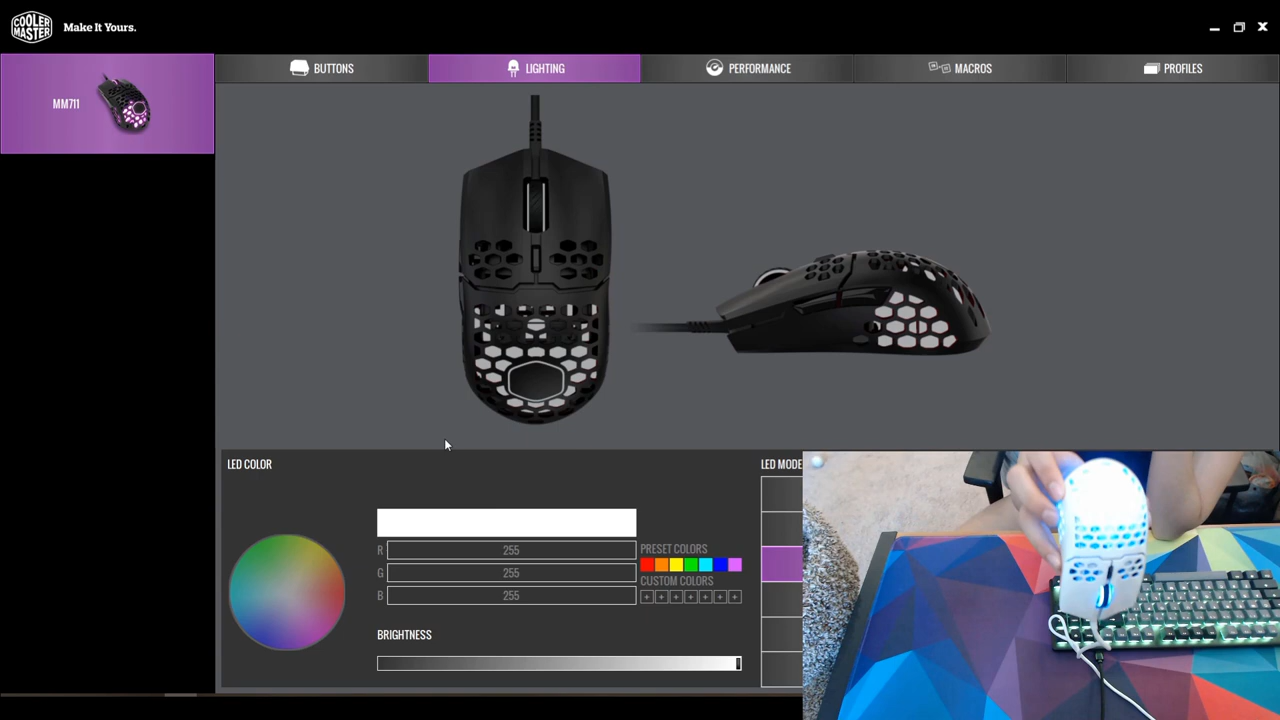 COOLER
MASTER
Make It Yours.
MM711
BUTTONS
LIGHTING
PERFORMANCE
MACROS
PROFILES
LED COLOR
LED MODE
R 255
G 255
B 255
PRESET COLORS
CUSTOM COLORS
+ + + + + + +
BRIGHTNESS